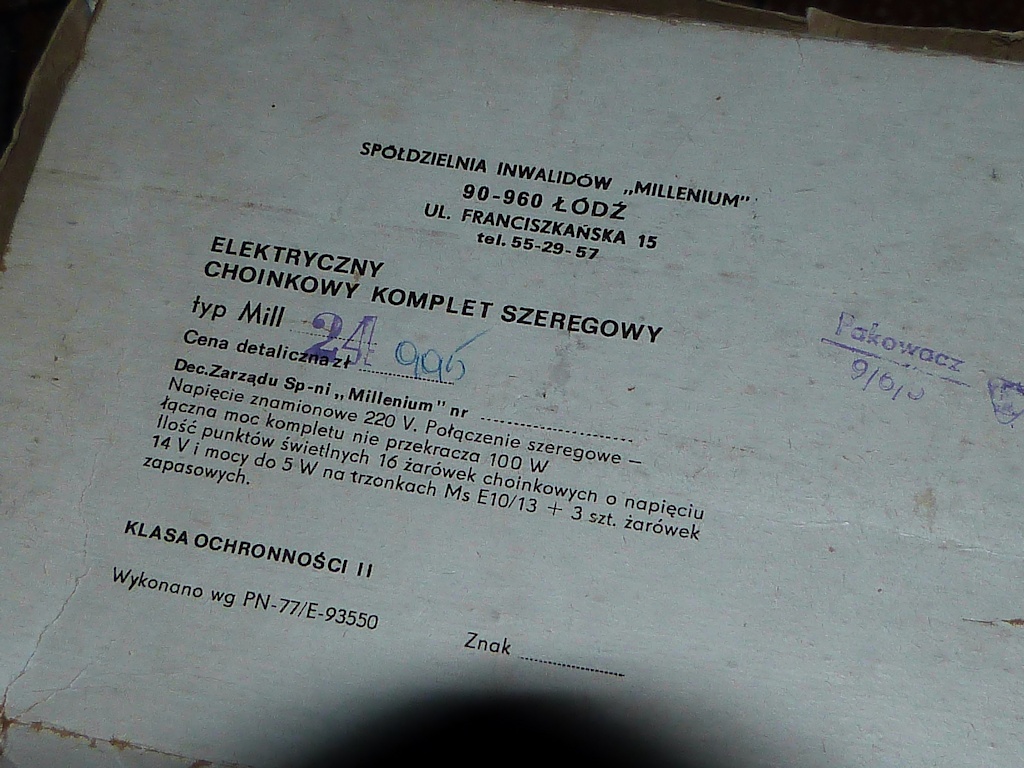 SPÓŁDZIELNIA INWALIDÓW „MILLENIUM"
90-960 ŁÓDŹ
UL. FRANCISZKAŃSKA 15
tel. 55-29-57
ELEKTRYCZNY
CHOINKOWY KOMPLET SZEREGOWY
typ Mill 24
Cena detaliczna zł 995
Dec. Zarządu Sp-ni „Millenium" nr
Napięcie znamionowe 220 V. Połączenie szeregowe —
łączna moc kompletu nie przekracza 100 W
Ilość punktów świetlnych 16 żarówek choinkowych o napięciu
14 V i mocy do 5 W na trzonkach Ms E10/13 + 3 szt. żarówek
zapasowych.
KLASA OCHRONNOŚCI II
Wykonano wg PN-77/E-93550
Znak
Pakowacz